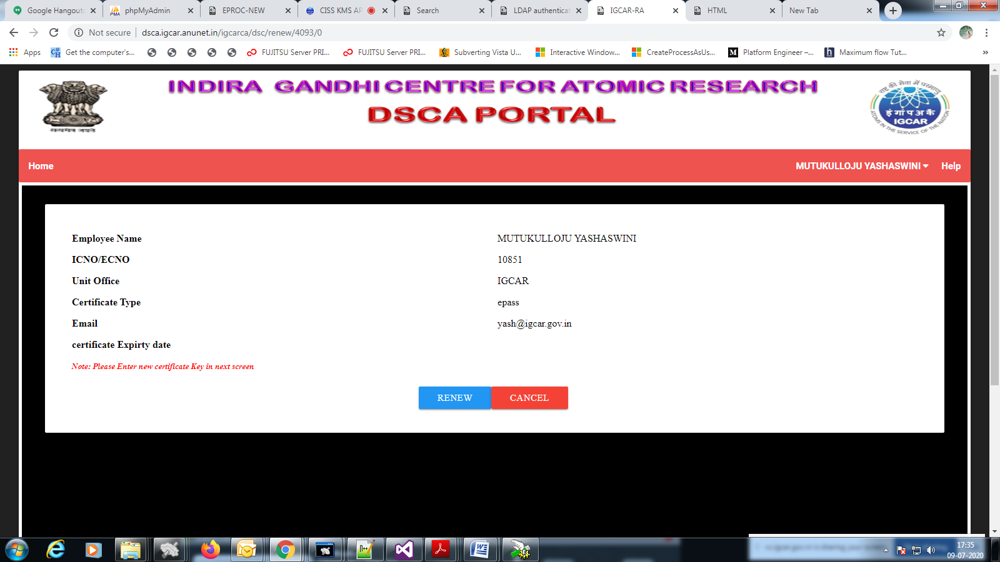 Google Hangouts
phpMyAdmin
EPROC-NEW
CISS KMS AP
Search
LDAP authenticat
IGCAR-RA
HTML
New Tab
Not secure
dsca.igcar.anunet.in/igcarca/dsc/renew/4093/0
Apps
Get the computer's...
FUJITSU Server PRI...
FUJITSU Server PRI...
Subverting Vista U...
Interactive Window...
CreateProcessAsUs...
Platform Engineer –...
Maximum flow Tut...
INDIRA GANDHI CENTRE FOR ATOMIC RESEARCH
DSCA PORTAL
सत्यमेव जयते
राष्ट्र की सेवा में परमाणु
इंगांपअकें
IGCAR
ATOMS IN THE SERVICE OF THE NATION
Home
MUTUKULLOJU YASHASWINI
Help
Employee Name MUTUKULLOJU YASHASWINI
ICNO/ECNO 10851
Unit Office IGCAR
Certificate Type epass
Email yash@igcar.gov.in
certificate Expirty date
Note: Please Enter new certificate Key in next screen
RENEW CANCEL
17:35
09-07-2020